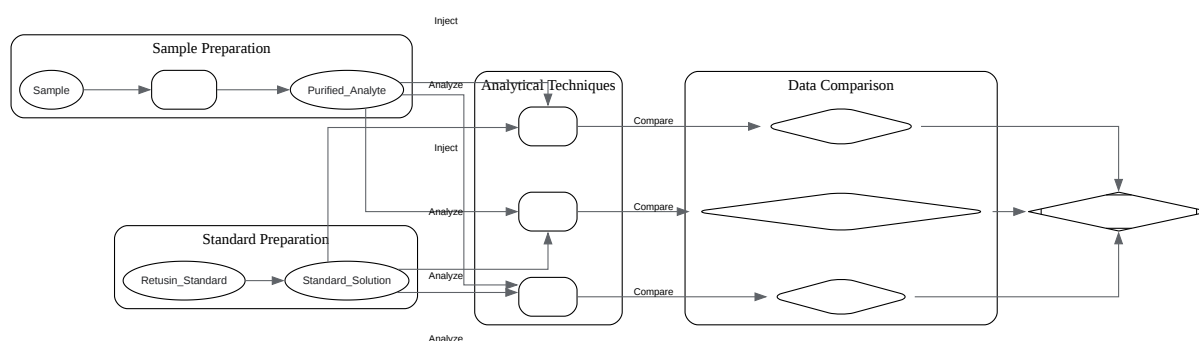 Inject
Sample Preparation
Sample
Purified_Analyte
Analyze
Analytical Techniques
Data Comparison
Compare
Inject
Analyze
Compare
Standard Preparation
Retusin_Standard
Standard_Solution
Analyze
Compare
Analyze